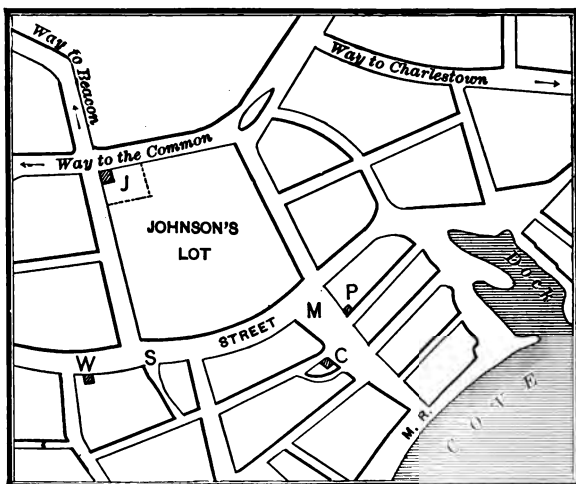 Way to Beacon
Way to Charlestown
Way to the Common
J
JOHNSON'S
LOT
M
P
STREET
S
W
C
Dock
M. R.
COVE